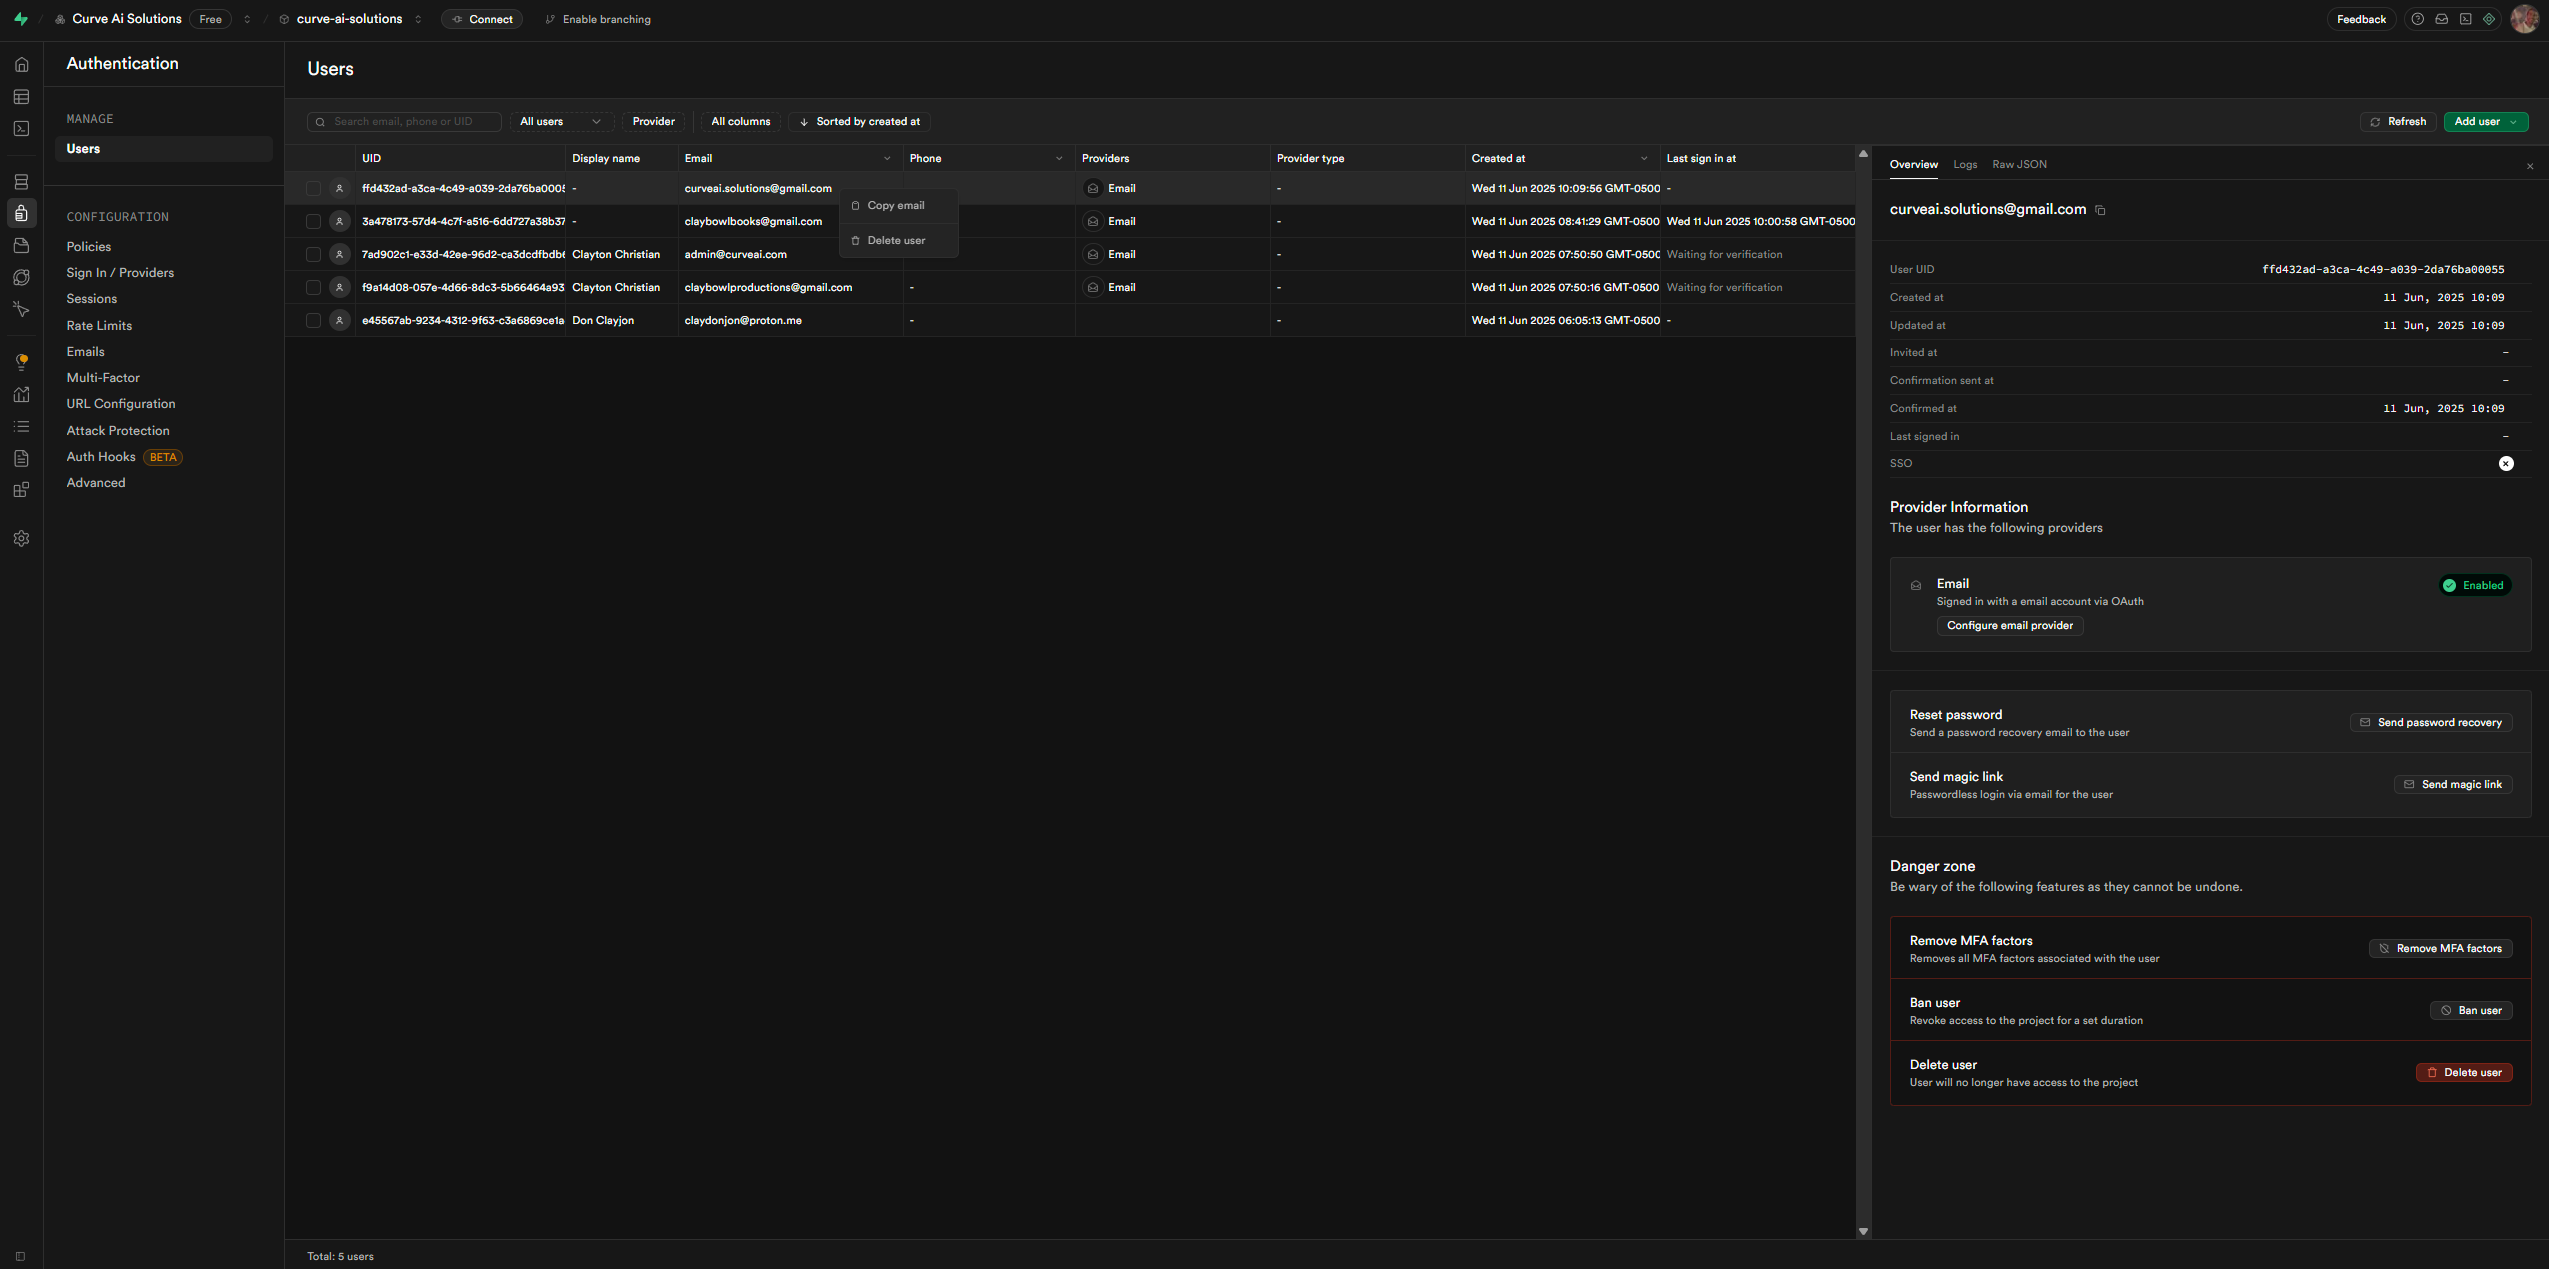 Curve Ai Solutions Free curve-ai-solutions Connect Enable branching Feedback
Authentication
MANAGE
Users
CONFIGURATION
Policies
Sign In / Providers
Sessions
Rate Limits
Emails
Multi-Factor
URL Configuration
Attack Protection
Auth Hooks BETA
Advanced
Users
Search email, phone or UID All users Provider All columns Sorted by created at Refresh Add user
UID Display name Email Phone Providers Provider type Created at Last sign in at
ffd432ad-a3ca-4c49-a039-2da76ba0005 - curveai.solutions@gmail.com Email - Wed 11 Jun 2025 10:09:56 GMT-0500 -
3a478173-57d4-4c7f-a516-6dd727a38b37 - claybowlbooks@gmail.com Email - Wed 11 Jun 2025 08:41:29 GMT-0500 Wed 11 Jun 2025 10:00:58 GMT-0500
7ad902c1-e33d-42ee-96d2-ca3dcdfbdb6 Clayton Christian admin@curveai.com Email - Wed 11 Jun 2025 07:50:50 GMT-0500 Waiting for verification
f9a14d08-057e-4d66-8dc3-5b66464a93 Clayton Christian claybowlproductions@gmail.com - Email - Wed 11 Jun 2025 07:50:16 GMT-0500 Waiting for verification
e45567ab-9234-4312-9f63-c3a6869ce1a Don Clayjon claydonjon@proton.me - - Wed 11 Jun 2025 06:05:13 GMT-0500 -
Copy email
Delete user
Total: 5 users
Overview Logs Raw JSON
curveai.solutions@gmail.com
User UID ffd432ad-a3ca-4c49-a039-2da76ba00055
Created at 11 Jun, 2025 10:09
Updated at 11 Jun, 2025 10:09
Invited at -
Confirmation sent at -
Confirmed at 11 Jun, 2025 10:09
Last signed in -
SSO
Provider Information
The user has the following providers
Email Enabled
Signed in with a email account via OAuth
Configure email provider
Reset password
Send a password recovery email to the user
Send password recovery
Send magic link
Passwordless login via email for the user
Send magic link
Danger zone
Be wary of the following features as they cannot be undone.
Remove MFA factors
Removes all MFA factors associated with the user
Remove MFA factors
Ban user
Revoke access to the project for a set duration
Ban user
Delete user
User will no longer have access to the project
Delete user